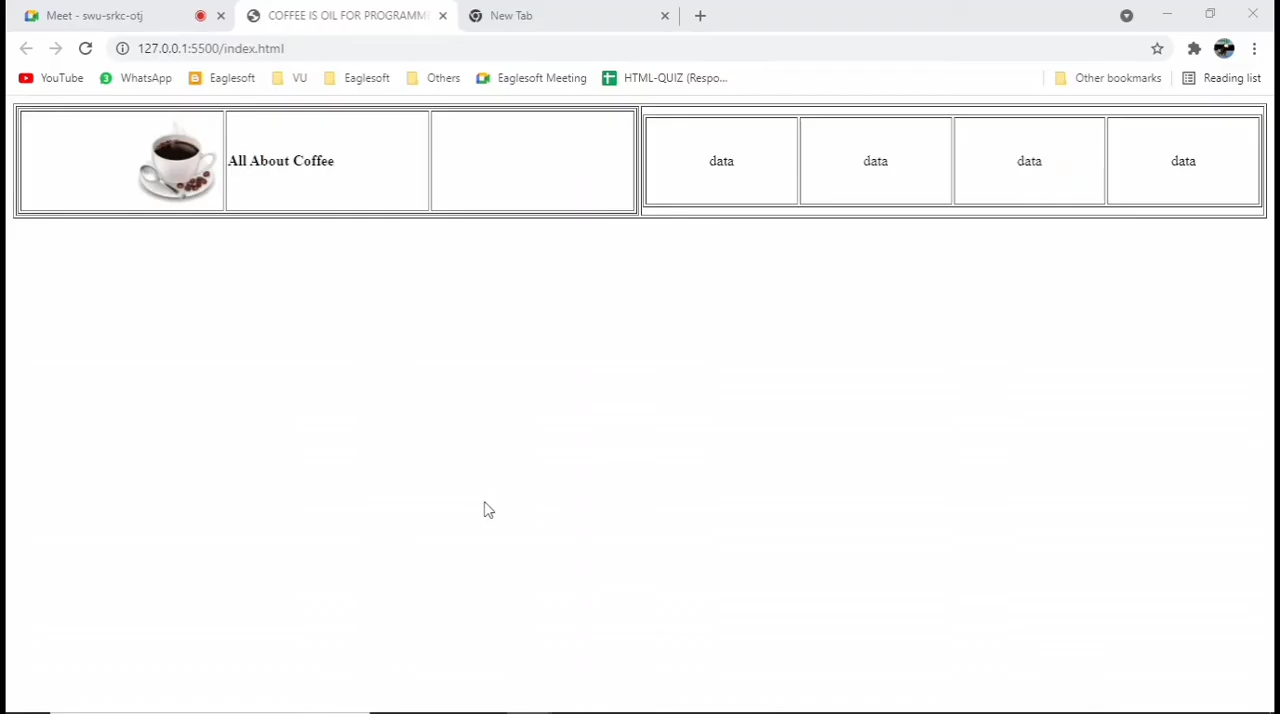 Meet - swu-srkc-otj
COFFEE IS OIL FOR PROGRAMME
New Tab
127.0.0.1:5500/index.html
YouTube
WhatsApp
Eaglesoft
VU
Eaglesoft
Others
Eaglesoft Meeting
HTML-QUIZ (Respo...
Other bookmarks
Reading list
All About Coffee
data
data
data
data